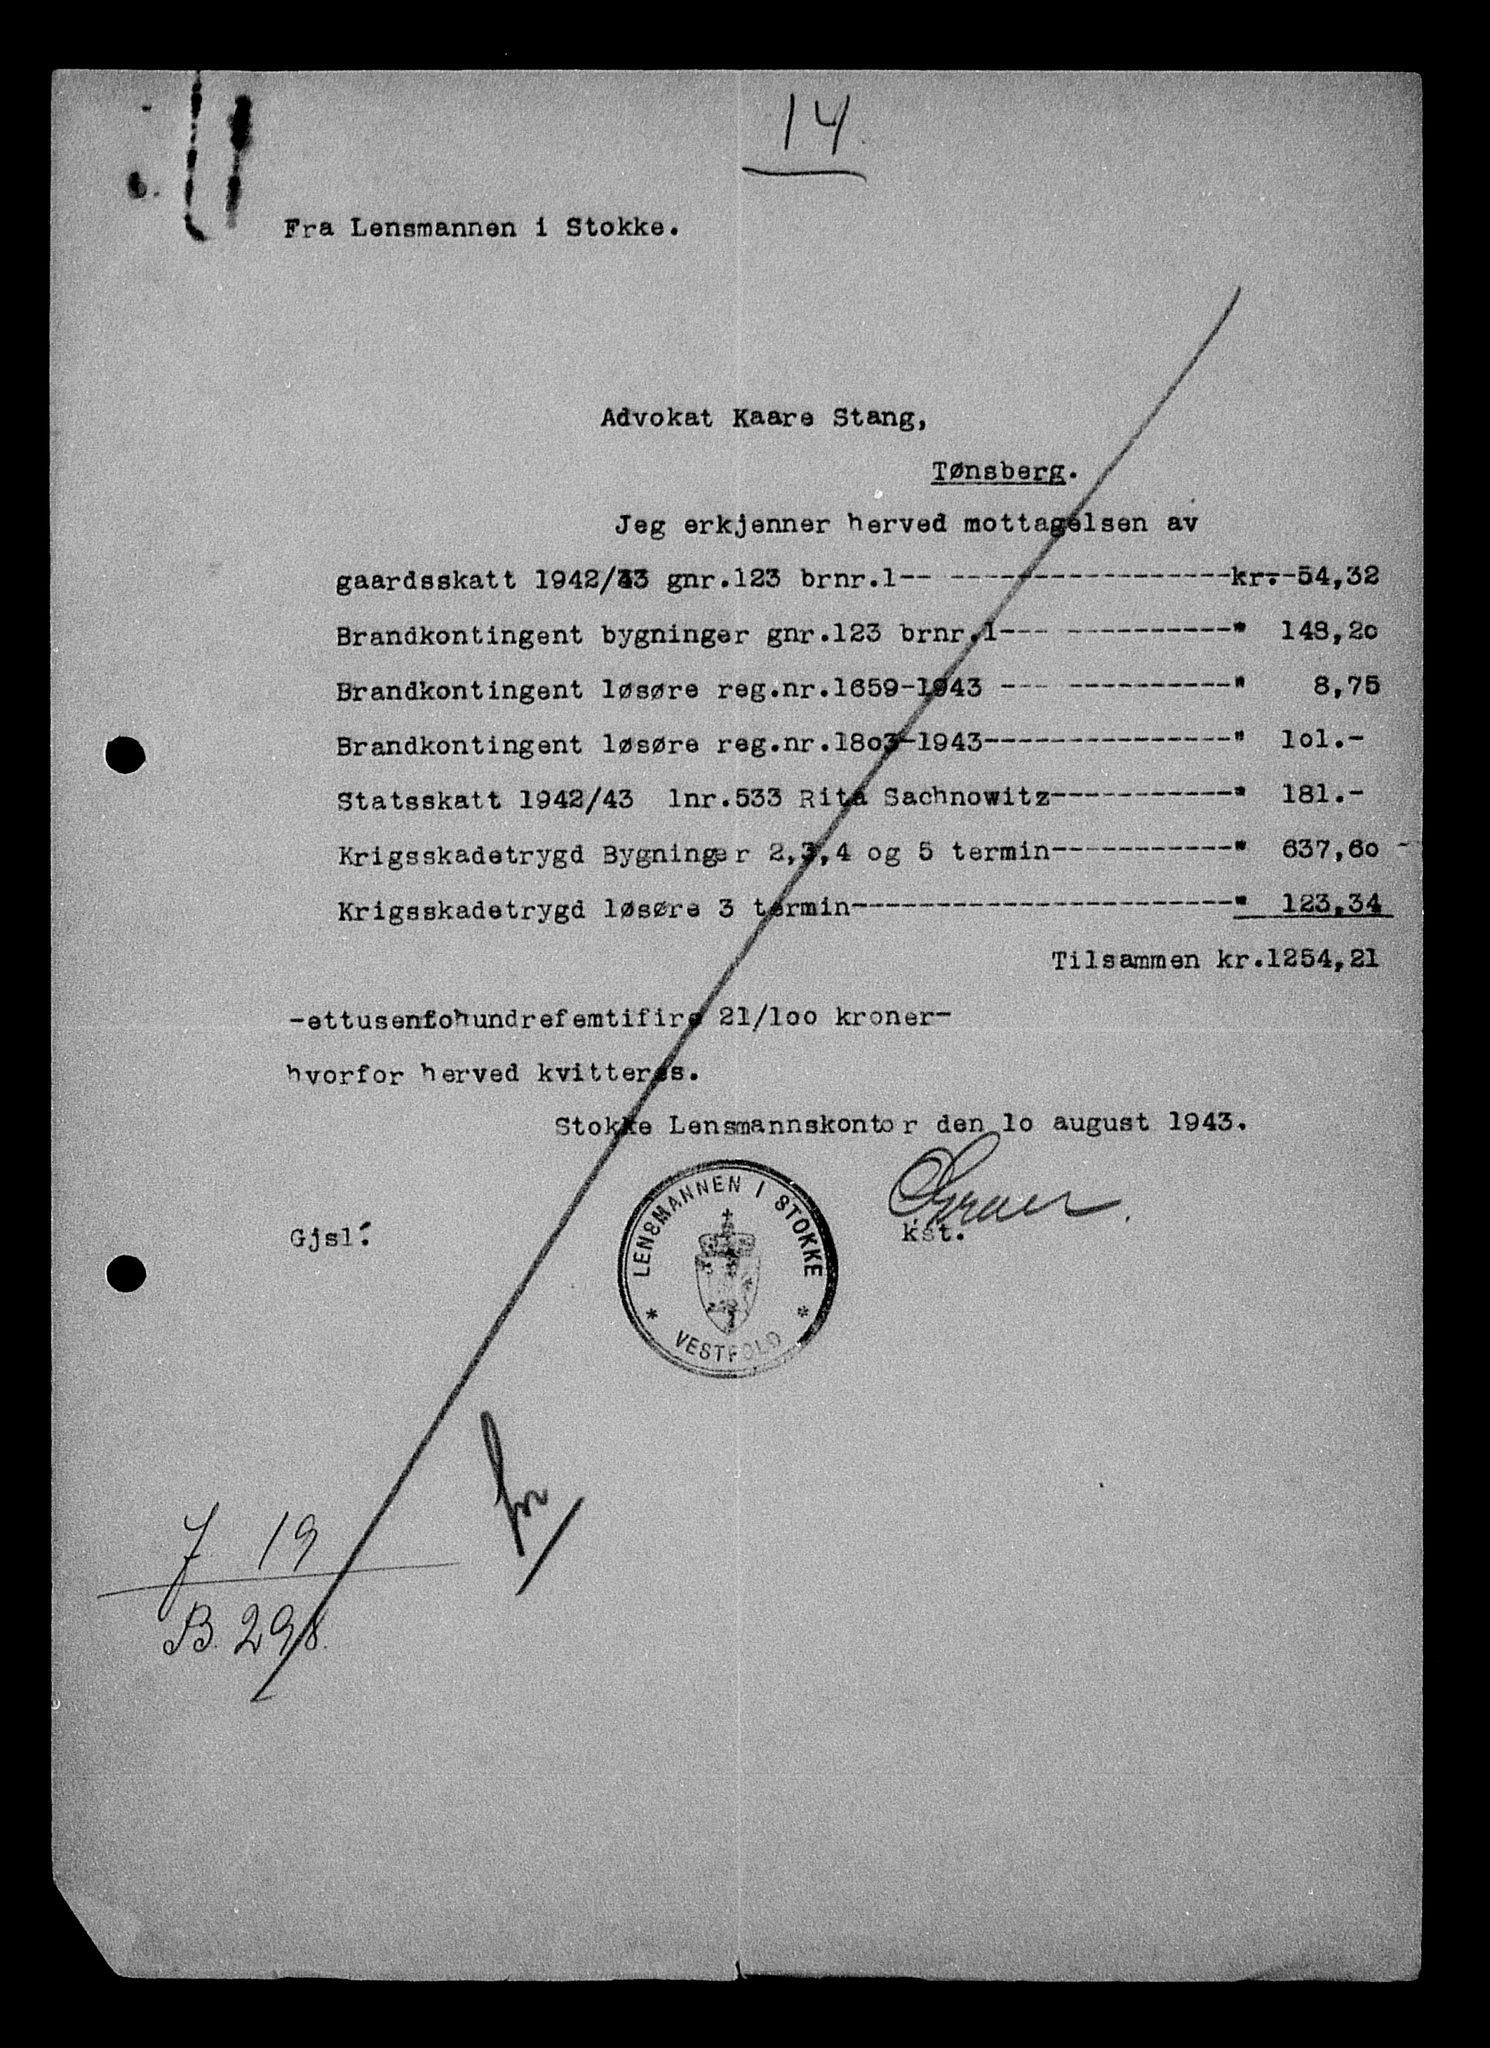 14
Fra Lensmannen i Stokke.
Advokat Kaare Stang,
Tønsberg.
Jeg erkjenner herved mottagelsen av
gaardsskatt 1942/43 gnr.123 brnr.1-- ------------------kr.-54,32
Brandkontingent bygninger gnr.123 brnr.1--- -----------" 148,20
Brandkontingent løsøre reg.nr.1659-1943 --- -----------" 8,75
Brandkontingent løsøre reg.nr.18o3-1943----------------" 1o1.-
Statsskatt 1942/43 lnr.533 Rita Sachnowitz------------" 181.-
Krigsskadetrygd Bygninger 2,3,4 og 5 termin------------" 637,6o
Krigsskadetrygd løsøre 3 termin------------------------" 123,34
Tilsammen kr.1254,21
-ettusentohundrefemtifire 21/1oo kroner-
hvorfor herved kvitteres.
Stokke Lensmannskontor den 1o august 1943.
LENSMANNEN I STOKKE
* VESTFOLD *
Gjsl.
kst.
J 19
B. 298.